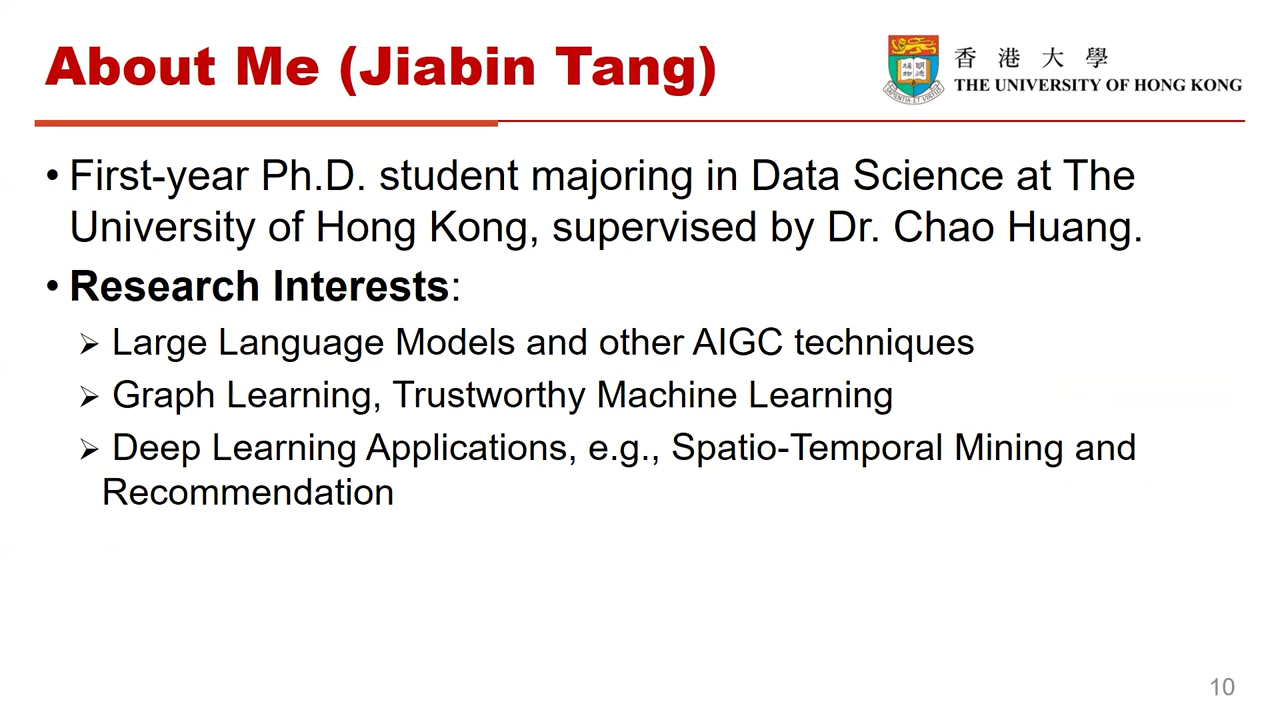 About Me (Jiabin Tang)
香港大學
THE UNIVERSITY OF HONG KONG
• First-year Ph.D. student majoring in Data Science at The
University of Hong Kong, supervised by Dr. Chao Huang.
• Research Interests:
➢ Large Language Models and other AIGC techniques
➢ Graph Learning, Trustworthy Machine Learning
➢ Deep Learning Applications, e.g., Spatio-Temporal Mining and
Recommendation
10